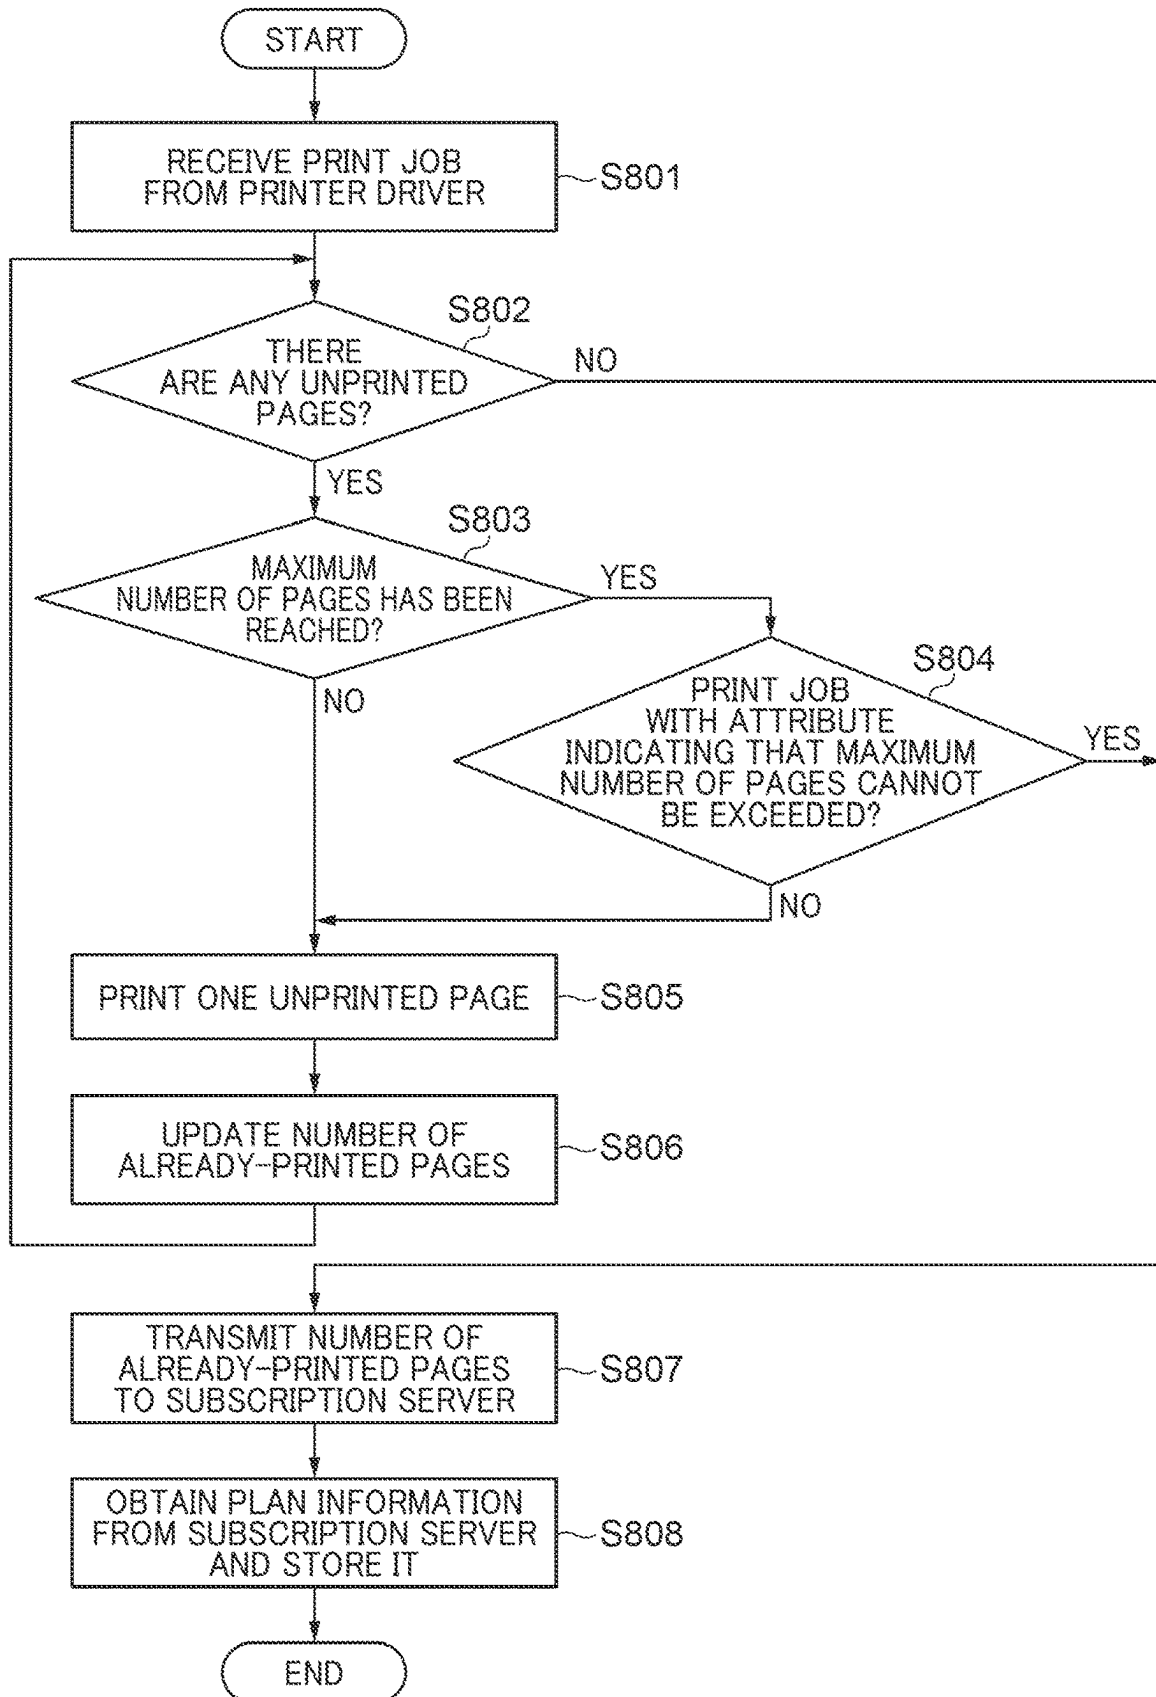 START
RECEIVE PRINT JOB
FROM PRINTER DRIVER
S801
S802
THERE
ARE ANY UNPRINTED
PAGES?
NO
YES
S803
MAXIMUM
NUMBER OF PAGES HAS BEEN
REACHED?
YES
NO
S804
PRINT JOB
WITH ATTRIBUTE
INDICATING THAT MAXIMUM
NUMBER OF PAGES CANNOT
BE EXCEEDED?
YES
NO
PRINT ONE UNPRINTED PAGE
S805
UPDATE NUMBER OF
ALREADY-PRINTED PAGES
S806
TRANSMIT NUMBER OF
ALREADY-PRINTED PAGES
TO SUBSCRIPTION SERVER
S807
OBTAIN PLAN INFORMATION
FROM SUBSCRIPTION SERVER
AND STORE IT
S808
END